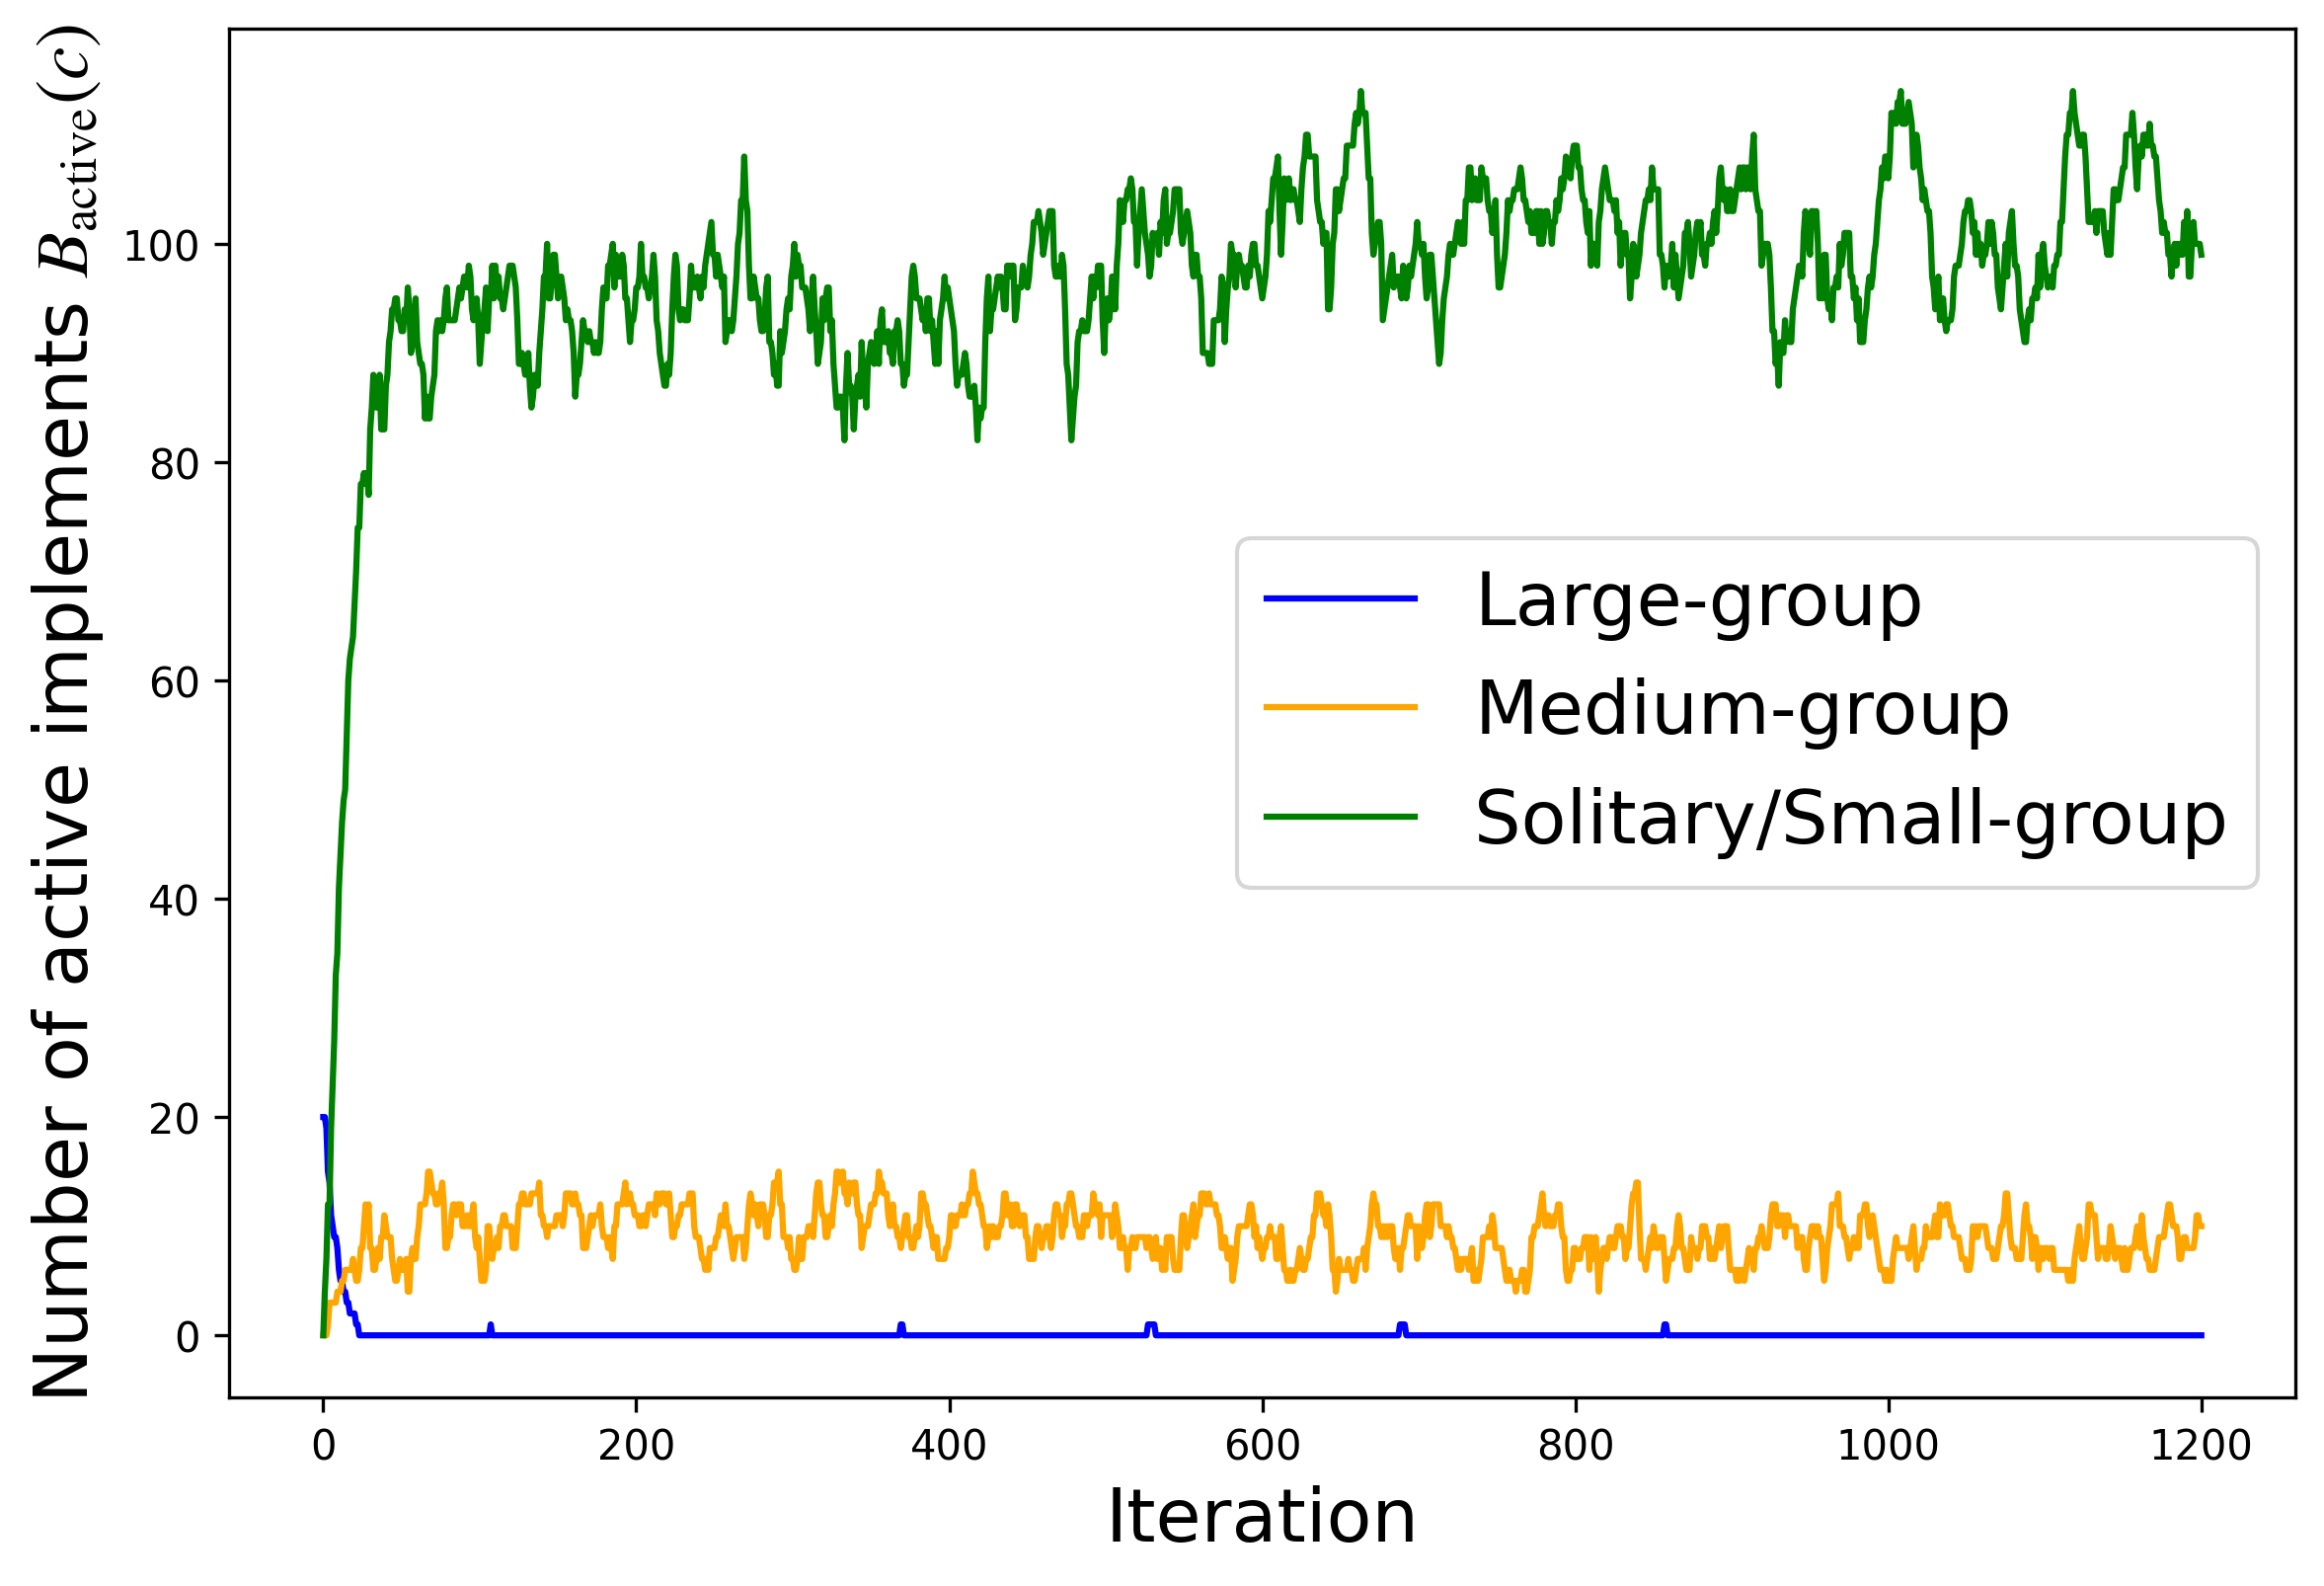 Number of active implements Bactive(c)
100
80
60
40
20
0
Large-group
Medium-group
Solitary/Small-group
0 200 400 600 800 1000 1200
Iteration